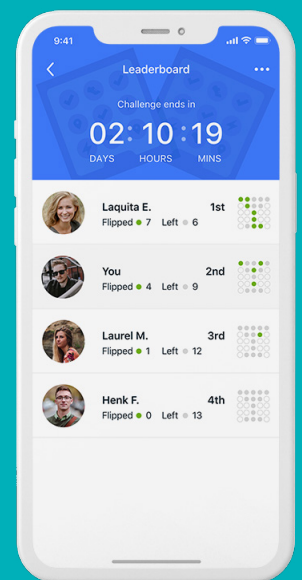 9:41
Leaderboard
Challenge ends in
02: 10 :19
DAYS HOURS MINS
Laquita E. 1st
Flipped 7 Left 6
You 2nd
Flipped 4 Left 9
Laurel M. 3rd
Flipped 1 Left 12
Henk F. 4th
Flipped 0 Left 13